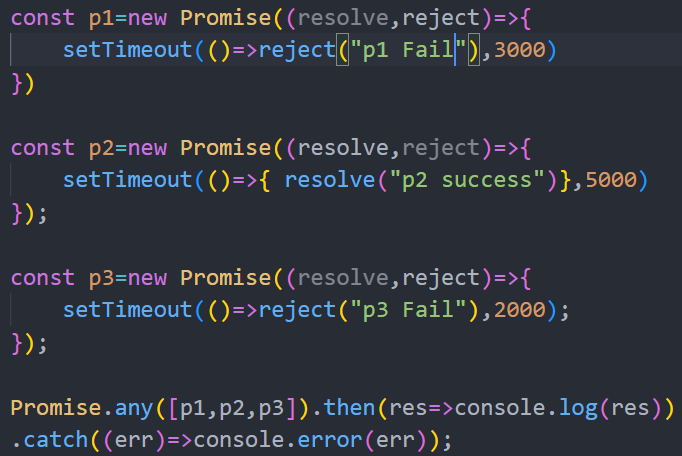 const p1=new Promise((resolve,reject)=>{
    setTimeout(()=>reject("p1 Fail"),3000)
})
const p2=new Promise((resolve,reject)=>{
    setTimeout(()=>{ resolve("p2 success")},5000)
});
const p3=new Promise((resolve,reject)=>{
    setTimeout(()=>reject("p3 Fail"),2000);
});
Promise.any([p1,p2,p3]).then(res=>console.log(res))
.catch((err)=>console.error(err));